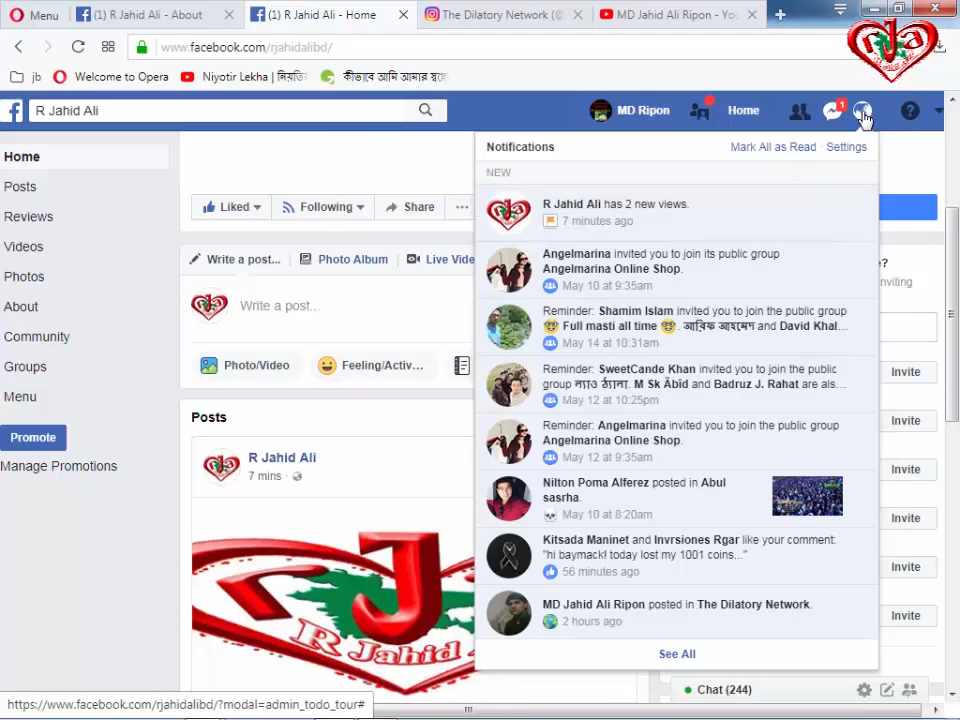 Menu
(1) R Jahid Ali - About
(1) R Jahid Ali - Home
The Dilatory Network (@
MD Jahid Ali Ripon - You
www.facebook.com/rjahidalibd/
jb
Welcome to Opera
Niyotir Lekha | নিয়তি
কীভাবে আমি আমার
rja
R Jahid Ali
MD Ripon
Home
1
Home
Posts
Reviews
Videos
Photos
About
Community
Groups
Menu
Promote
Manage Promotions
Liked
Following
Share
Write a post...
Photo Album
Live Vide
Write a post...
Photo/Video
Feeling/Activ...
Posts
R Jahid Ali
7 mins
R Jahid
Notifications
Mark All as Read · Settings
NEW
R Jahid Ali has 2 new views.
7 minutes ago
Angelmarina invited you to join its public group
Angelmarina Online Shop.
May 10 at 9:35am
Reminder: Shamim Islam invited you to join the public group
🤓 Full masti all time 🤓. আরিফ আহমেদ and David Khal...
May 14 at 10:31am
Reminder: SweetCande Khan invited you to join the public
group ল্যাও ঠ্যালা. M Sk Ābid and Badruz J. Rahat are als...
May 12 at 10:25pm
Reminder: Angelmarina invited you to join the public group
Angelmarina Online Shop.
May 12 at 9:35am
Nilton Poma Alferez posted in Abul
sasrha.
May 10 at 8:20am
Kitsada Maninet and Invrsiones Rgar like your comment:
"hi baymack! today lost my 1001 coins..."
56 minutes ago
MD Jahid Ali Ripon posted in The Dilatory Network.
2 hours ago
See All
e?
nviting
Invite
Invite
Invite
Invite
Invite
Invite
Chat (244)
https://www.facebook.com/rjahidalibd/?modal=admin_todo_tour#